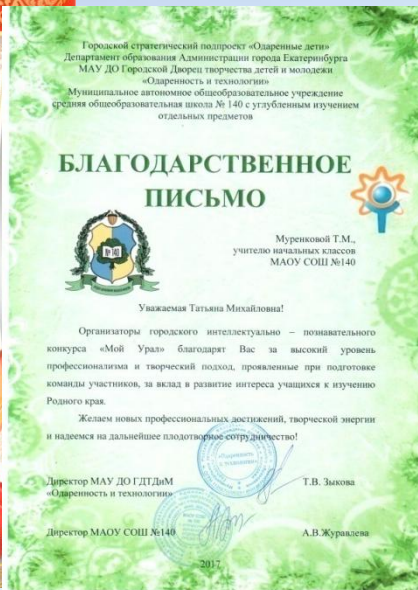 Городской стратегический подпроект «Одаренные дети»
Департамент образования Администрации города Екатеринбурга
МАУ ДО Городской Дворец творчества детей и молодежи
«Одаренность и технологии»
Муниципальное автономное общеобразовательное учреждение
средняя общеобразовательная школа № 140 с углубленным изучением
отдельных предметов
БЛАГОДАРСТВЕННОЕ
ПИСЬМО
№ 140
Муренковой Т.М.,
учителю начальных классов
МАОУ СОШ №140
Уважаемая Татьяна Михайловна!
Организаторы городского интеллектуально – познавательного
конкурса «Мой Урал» благодарят Вас за высокий уровень
профессионализма и творческий подход, проявленные при подготовке
команды участников, за вклад в развитие интереса учащихся к изучению
Родного края.
Желаем новых профессиональных достижений, творческой энергии
и надеемся на дальнейшее плодотворное сотрудничество!
Директор МАУ ДО ГДТДиМ
«Одаренность и технологии»
Т.В. Зыкова
Директор МАОУ СОШ №140
А.В.Журавлева
2017